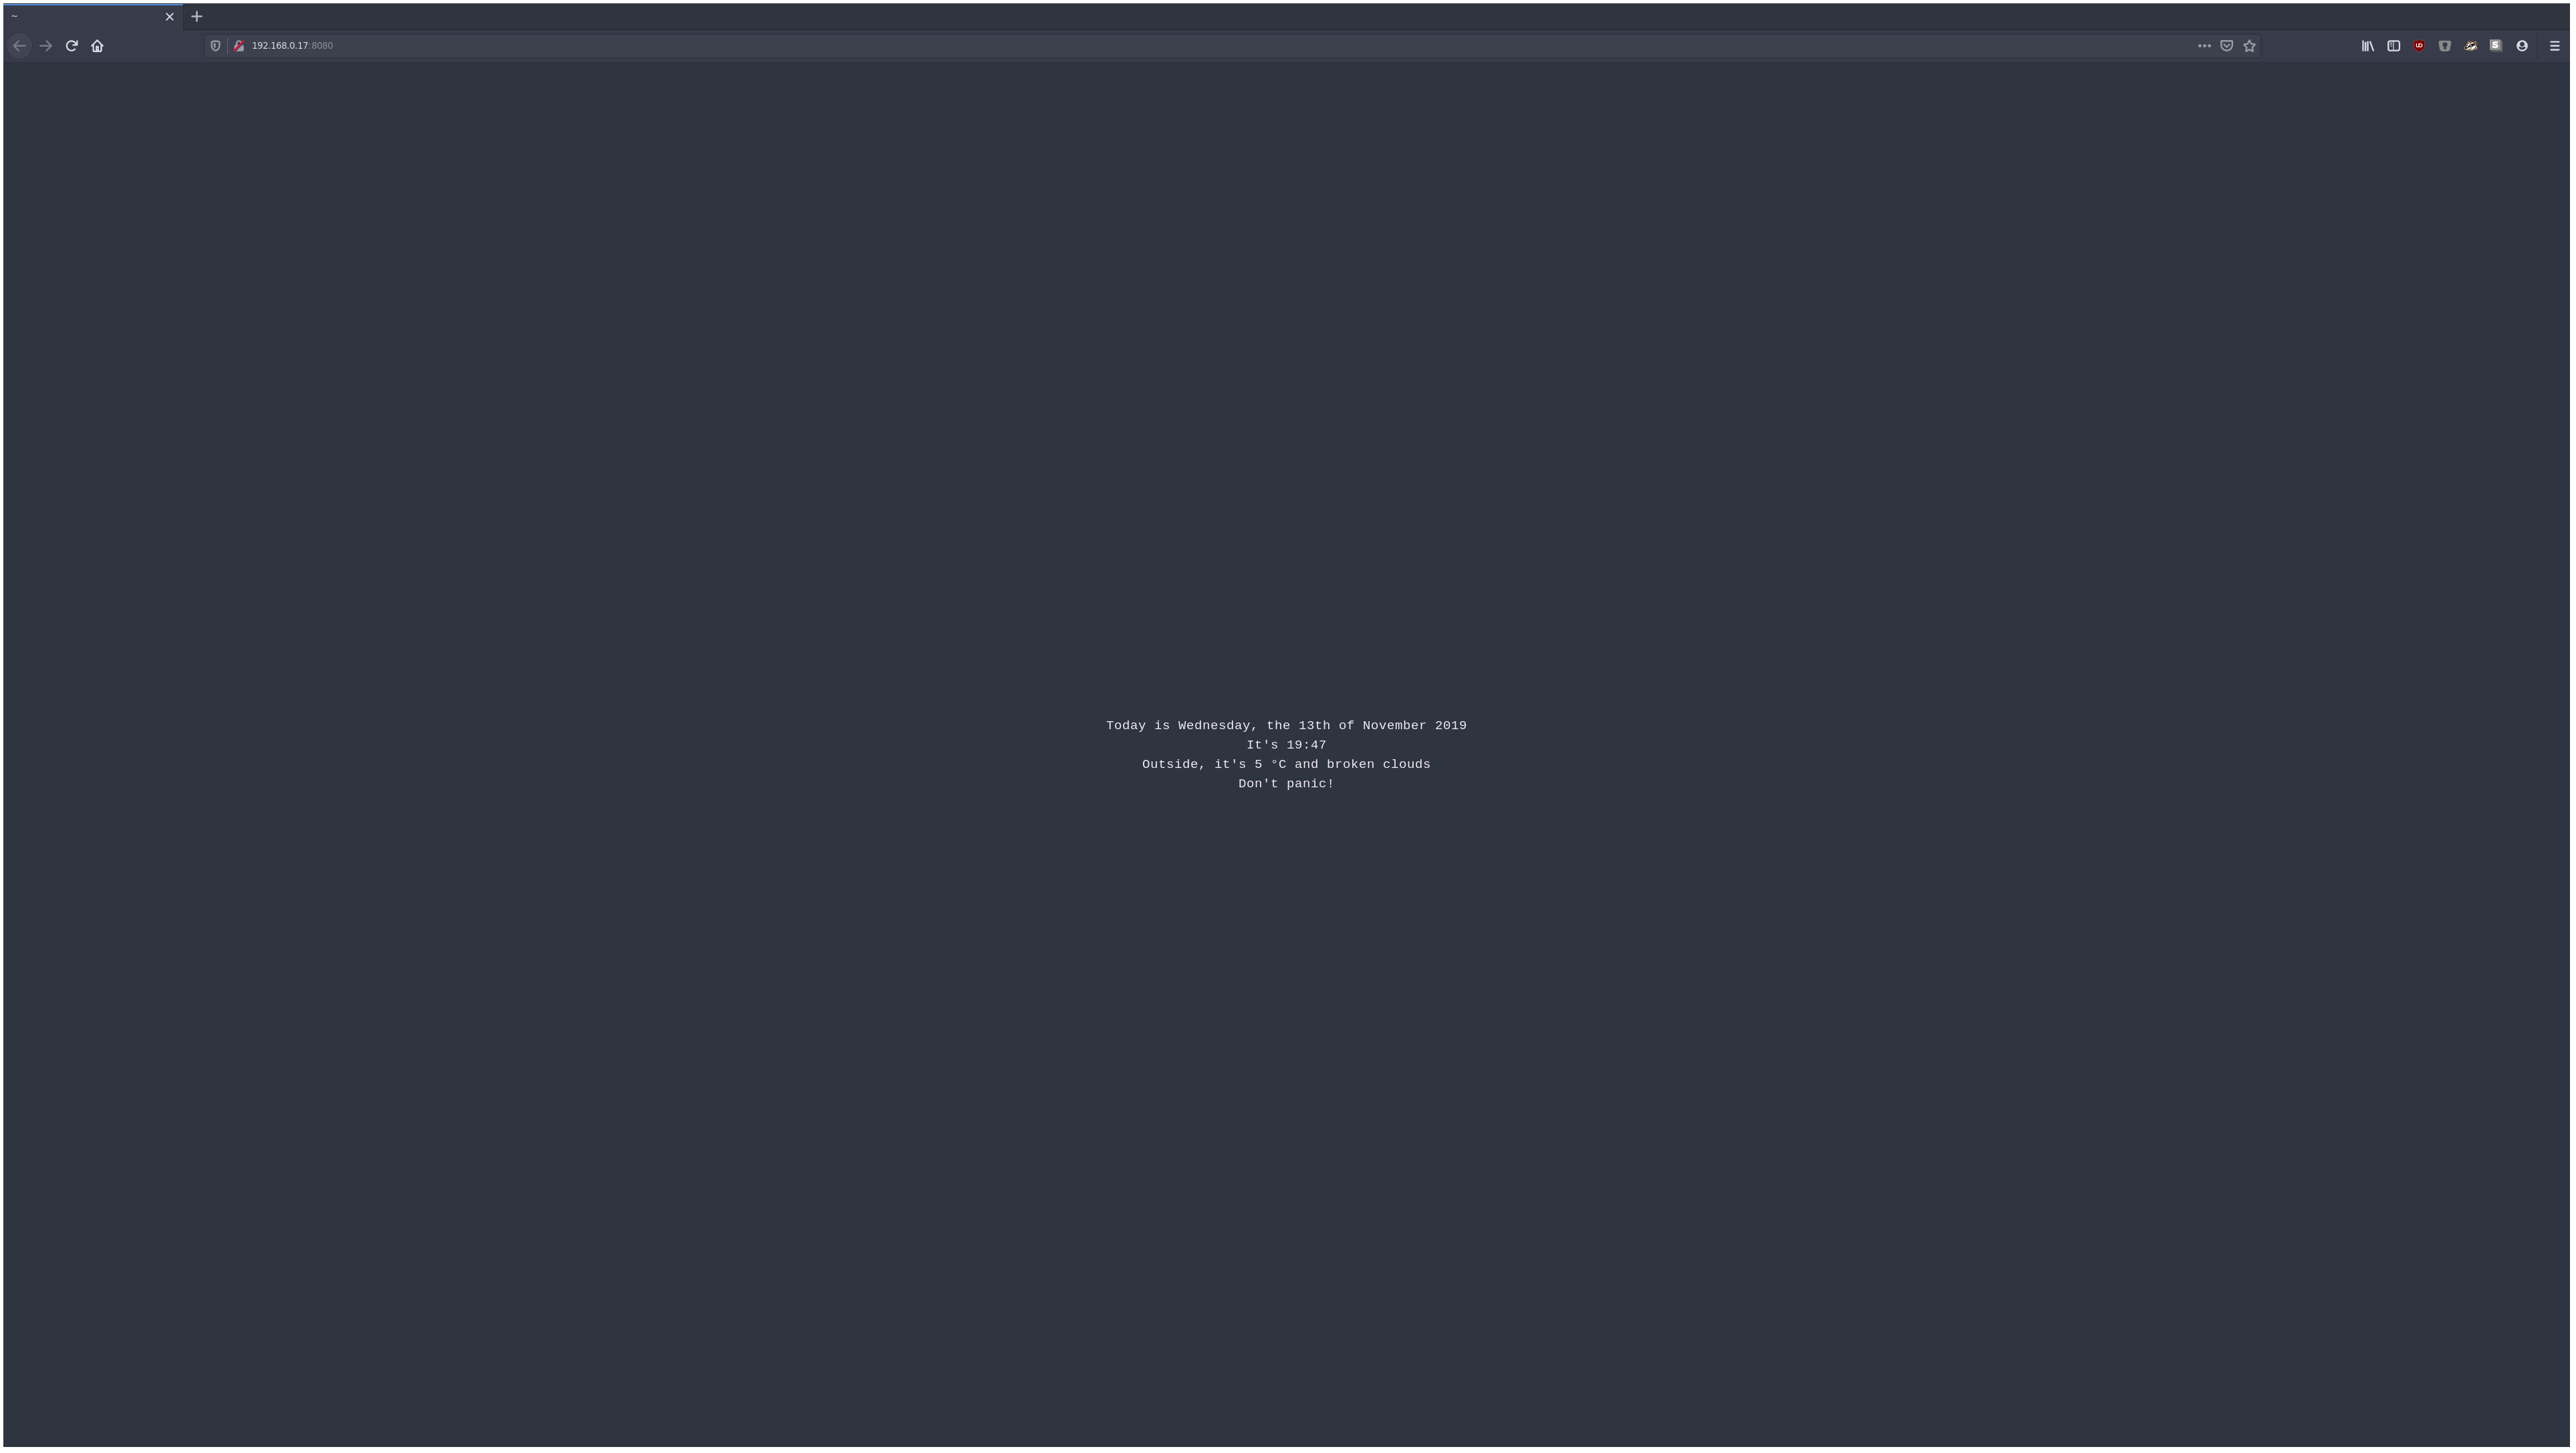 ~
192.168.0.17:8080
Today is Wednesday, the 13th of November 2019
It's 19:47
Outside, it's 5 °C and broken clouds
Don't panic!